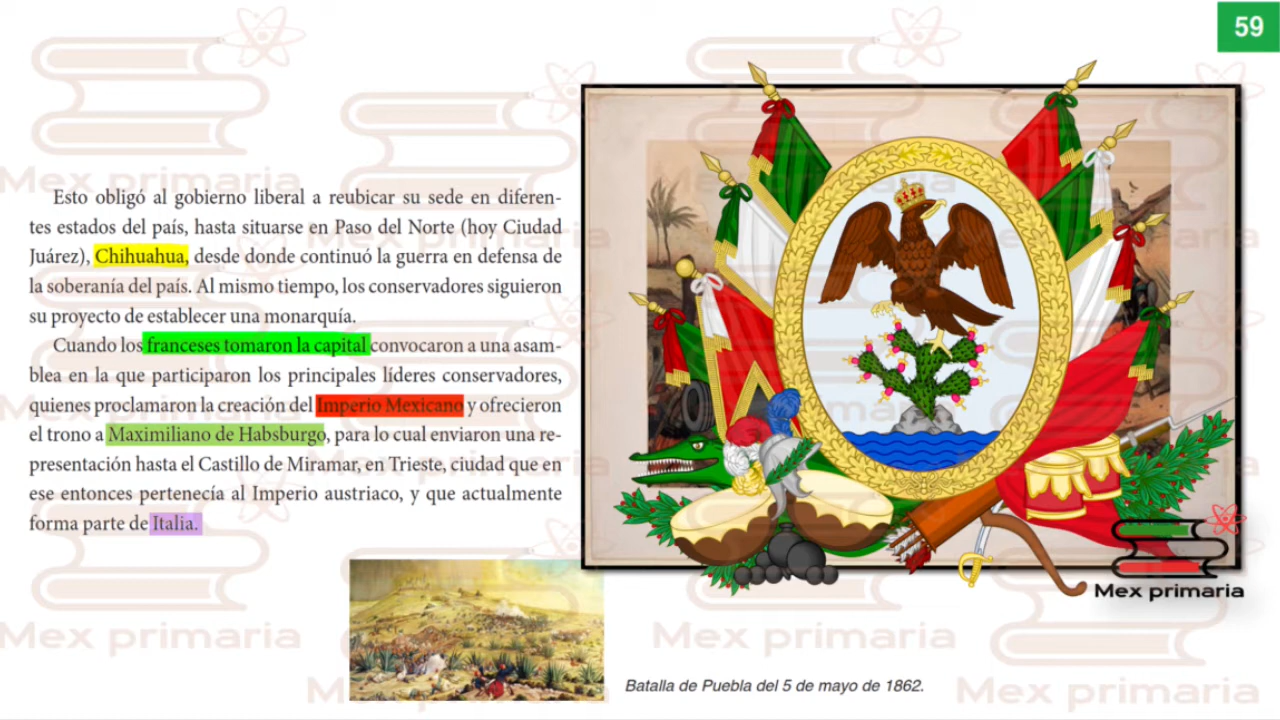 59
Esto obligó al gobierno liberal a reubicar su sede en diferen-
tes estados del país, hasta situarse en Paso del Norte (hoy Ciudad
Juárez), Chihuahua, desde donde continuó la guerra en defensa de
la soberanía del país. Al mismo tiempo, los conservadores siguieron
su proyecto de establecer una monarquía.
Cuando los franceses tomaron la capital convocaron a una asam-
blea en la que participaron los principales líderes conservadores,
quienes proclamaron la creación del Imperio Mexicano y ofrecieron
el trono a Maximiliano de Habsburgo, para lo cual enviaron una re-
presentación hasta el Castillo de Miramar, en Trieste, ciudad que en
ese entonces pertenecía al Imperio austriaco, y que actualmente
forma parte de Italia.
Mex primaria
Batalla de Puebla del 5 de mayo de 1862.